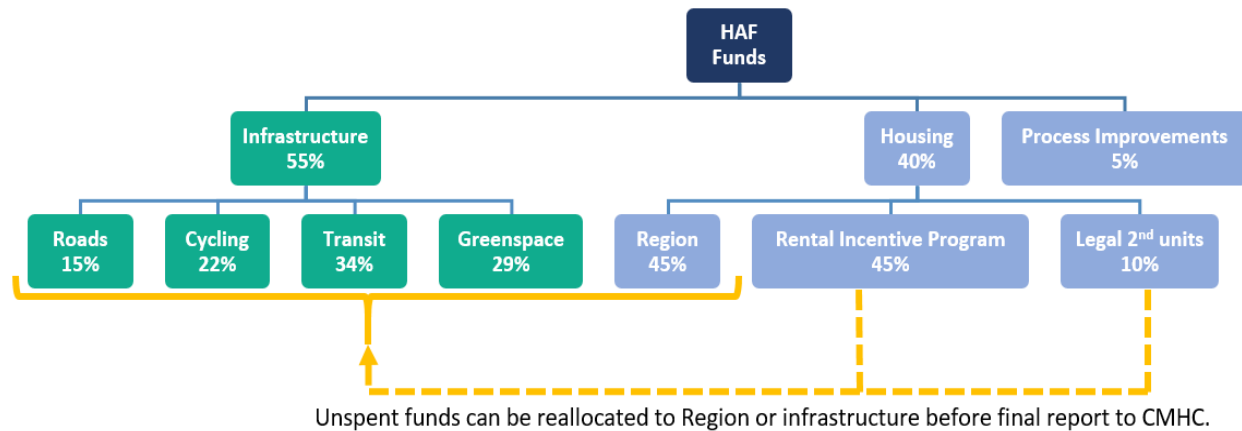 HAF
Funds
Infrastructure
55%
Housing
40%
Process Improvements
5%
Roads
15%
Cycling
22%
Transit
34%
Greenspace
29%
Region
45%
Rental Incentive Program
45%
Legal 2nd units
10%
Unspent funds can be reallocated to Region or infrastructure before final report to CMHC.